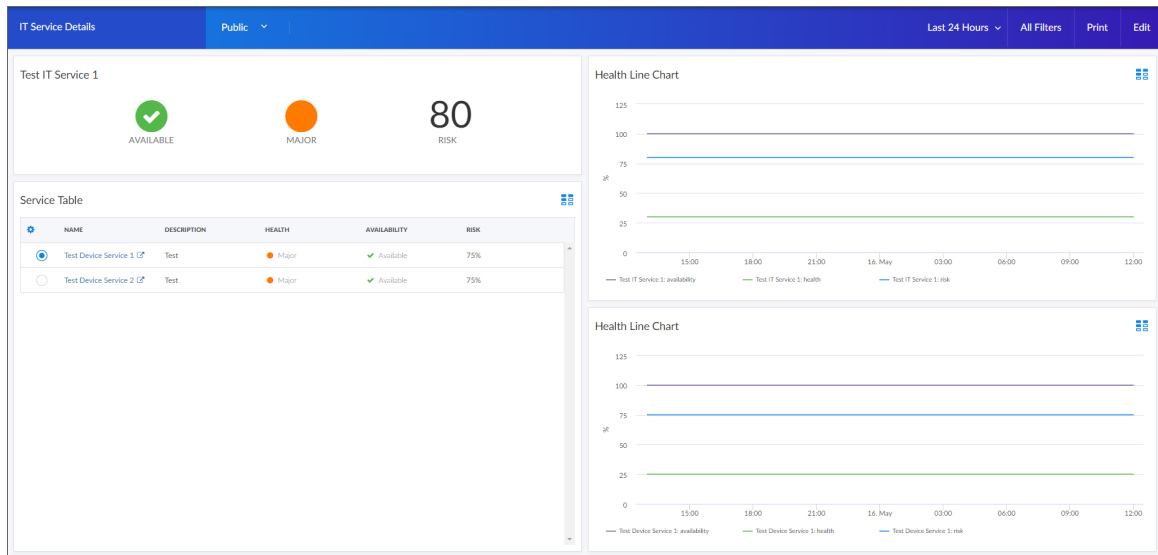 IT Service Details Public Last 24 Hours All Filters Print Edit
Test IT Service 1
80
AVAILABLE MAJOR RISK
Service Table
NAME DESCRIPTION HEALTH AVAILABILITY RISK
Test Device Service 1 Test Major Available 75%
Test Device Service 2 Test Major Available 75%
Health Line Chart
125
100
75
%
50
25
0
15:00 18:00 21:00 16. May 03:00 06:00 09:00 12:00
Test IT Service 1: availability Test IT Service 1: health Test IT Service 1: risk
Health Line Chart
125
100
75
%
50
25
0
15:00 18:00 21:00 16. May 03:00 06:00 09:00 12:00
Test Device Service 1: availability Test Device Service 1: health Test Device Service 1: risk